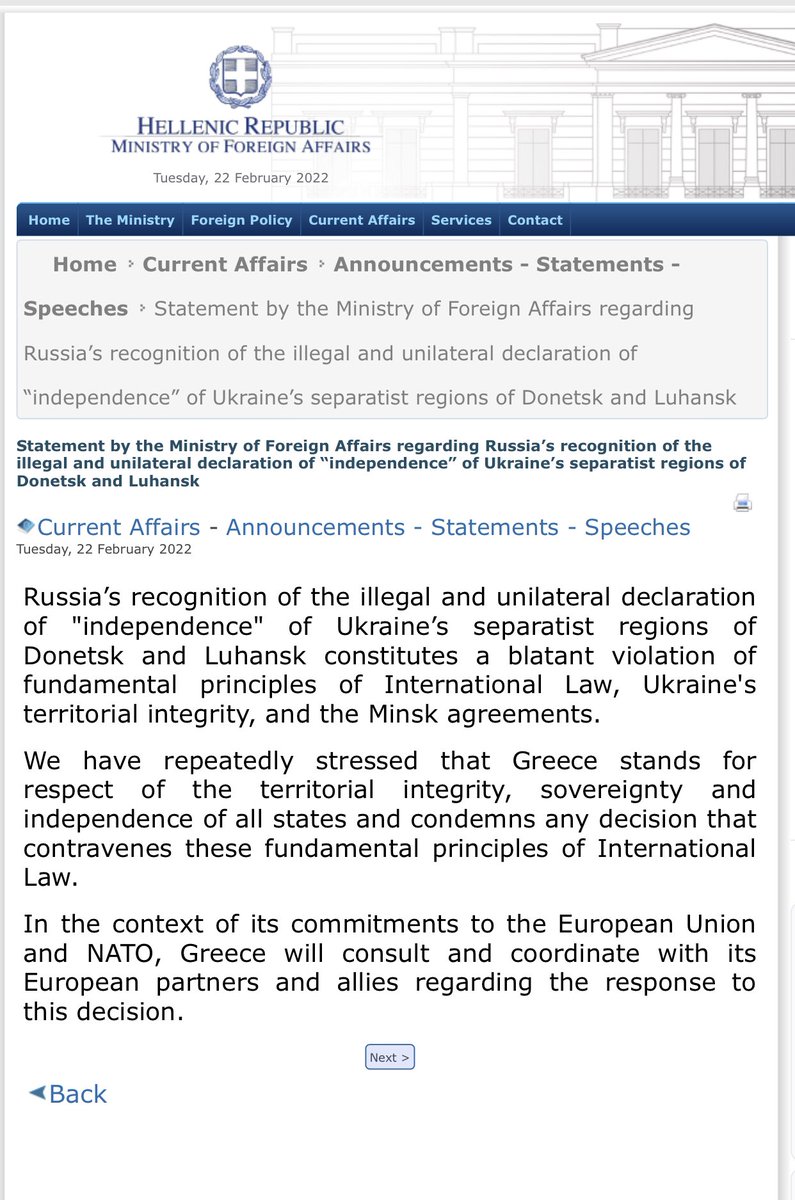 HELLENIC REPUBLIC
MINISTRY OF FOREIGN AFFAIRS
Tuesday, 22 February 2022
Home The Ministry Foreign Policy Current Affairs Services Contact
Home Current Affairs Announcements - Statements -
Speeches Statement by the Ministry of Foreign Affairs regarding
Russia’s recognition of the illegal and unilateral declaration of
“independence” of Ukraine’s separatist regions of Donetsk and Luhansk
Statement by the Ministry of Foreign Affairs regarding Russia’s recognition of the
illegal and unilateral declaration of “independence” of Ukraine’s separatist regions of
Donetsk and Luhansk
Current Affairs - Announcements - Statements - Speeches
Tuesday, 22 February 2022
Russia’s recognition of the illegal and unilateral declaration
of "independence" of Ukraine’s separatist regions of
Donetsk and Luhansk constitutes a blatant violation of
fundamental principles of International Law, Ukraine's
territorial integrity, and the Minsk agreements.
We have repeatedly stressed that Greece stands for
respect of the territorial integrity, sovereignty and
independence of all states and condemns any decision that
contravenes these fundamental principles of International
Law.
In the context of its commitments to the European Union
and NATO, Greece will consult and coordinate with its
European partners and allies regarding the response to
this decision.
Next >
Back